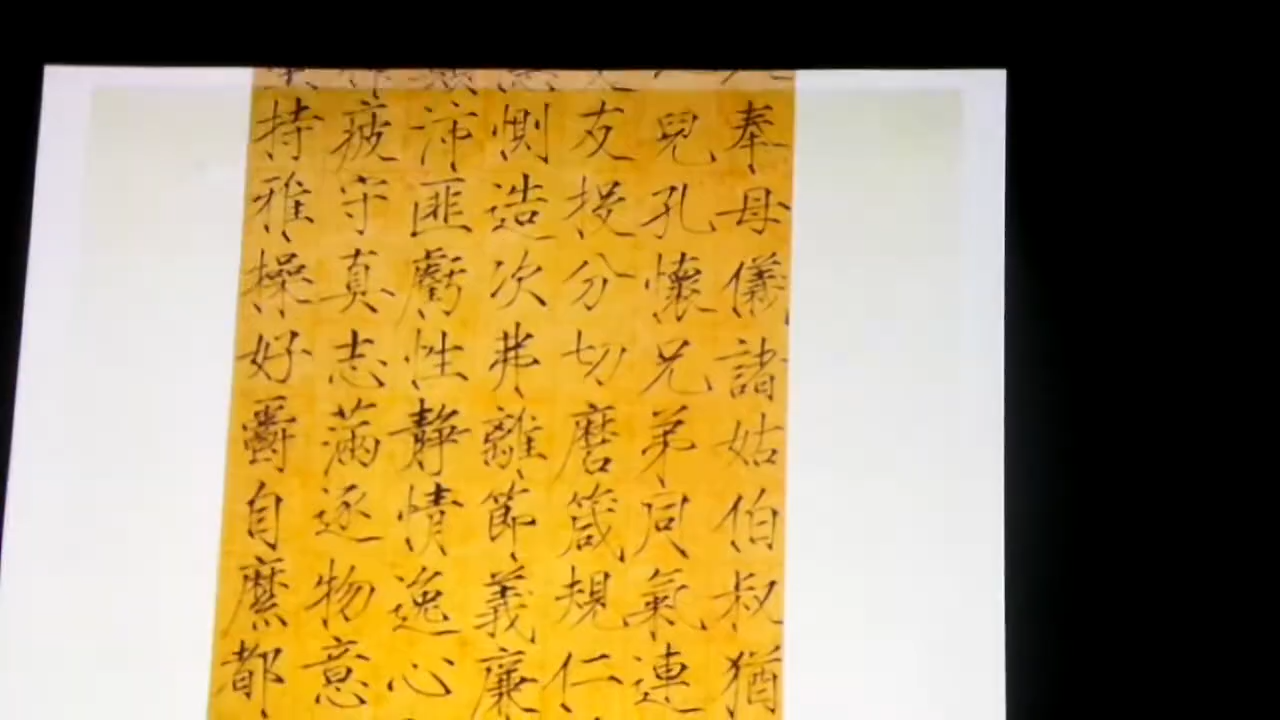 奉母儀諸姑伯叔猶
兒孔懷兄弟同氣連
友投分切磨箴規仁
惻造次弗離節義廉
沛匪虧性靜情逸心
疲守真志滿逐物意
持雅操好爵自縻都